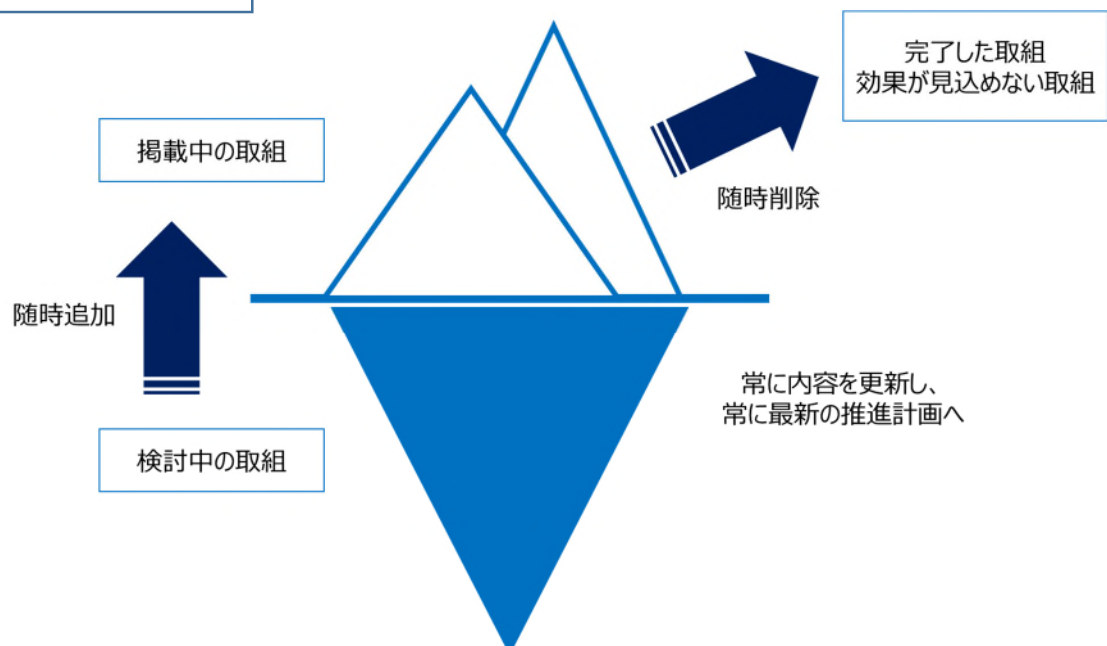 完了した取組
効果が見込めない取組
掲載中の取組
随時削除
随時追加
常に内容を更新し、
常に最新の推進計画へ
検討中の取組